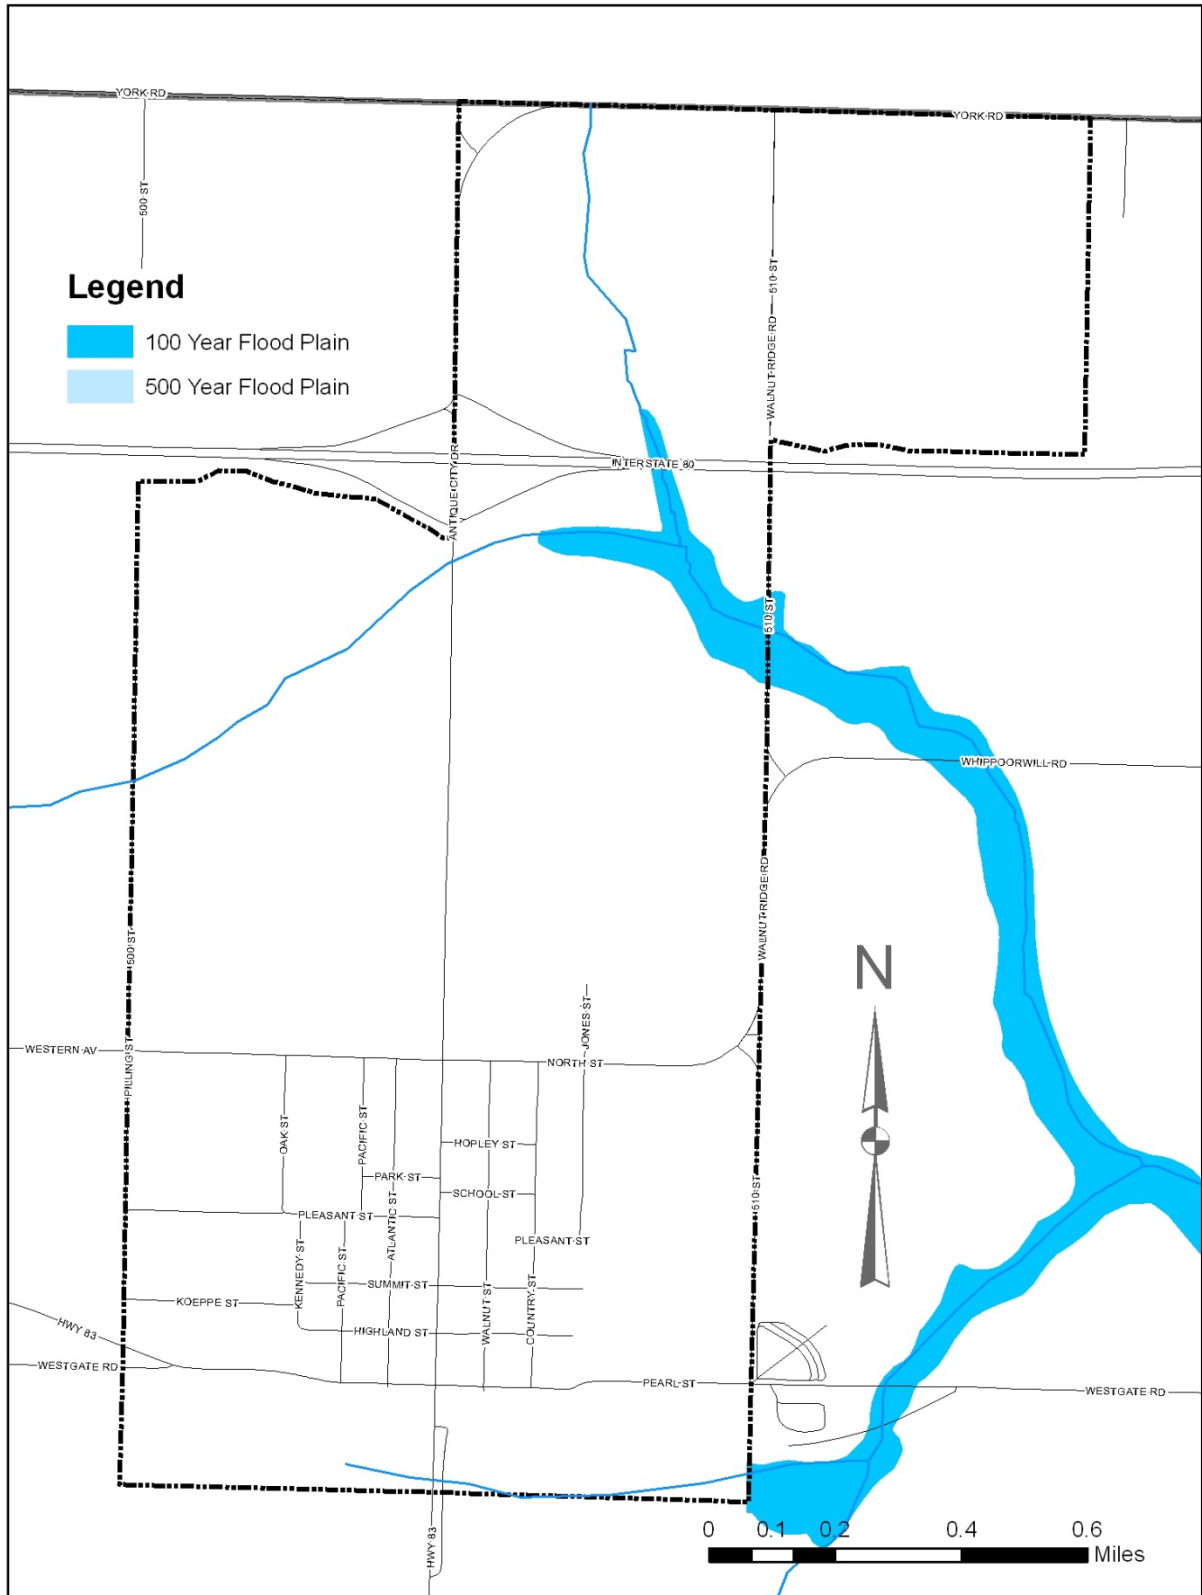 YORK RD
YORK RD
500 ST
510 ST
WALNUT RIDGE RD
Legend
100 Year Flood Plain
500 Year Flood Plain
ANTIQUE CITY DR
INTERSTATE 80
510 ST
WHIPPOORWILL RD
WALNUT RIDGE RD
500 ST
N
JONES ST
WESTERN AV
NORTH ST
PILLING ST
OAK ST
PACIFIC ST
HOPLEY ST
PARK ST
SCHOOL ST
510 ST
PLEASANT ST
ATLANTIC ST
PLEASANT ST
KENNEDY ST
PACIFIC ST
SUMMIT ST
WALNUT ST
COUNTRY ST
KOEPPE ST
HIGHLAND ST
HWY 83
WESTGATE RD
PEARL ST
WESTGATE RD
HWY 83
0 0.1 0.2 0.4 0.6
Miles